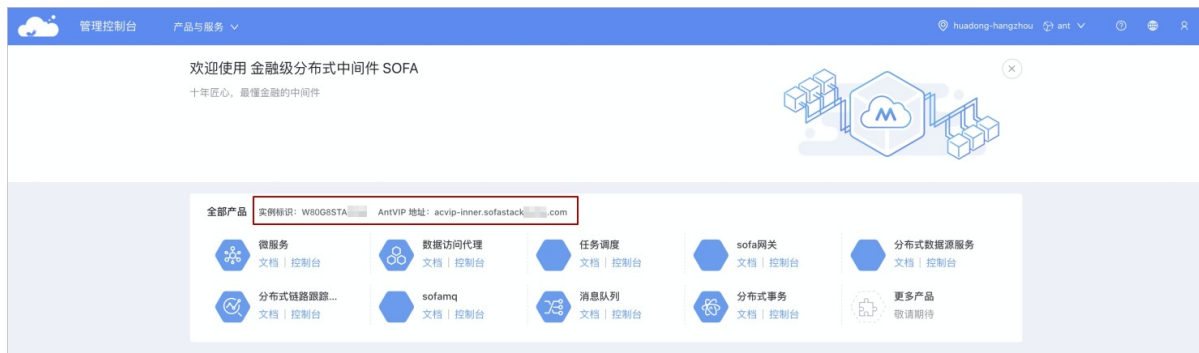 管理控制台 产品与服务 huadong-hangzhou ant
欢迎使用 金融级分布式中间件 SOFA
十年匠心，最懂金融的中间件
全部产品 实例标识：W80G8STA AntVIP 地址：acvip-inner.sofastack .com
微服务 数据访问代理 任务调度 sofa网关 分布式数据源服务
文档 | 控制台 文档 | 控制台 文档 | 控制台 文档 | 控制台 文档 | 控制台
分布式链路跟踪... sofamq 消息队列 分布式事务 更多产品
文档 | 控制台 文档 | 控制台 文档 | 控制台 文档 | 控制台 敬请期待